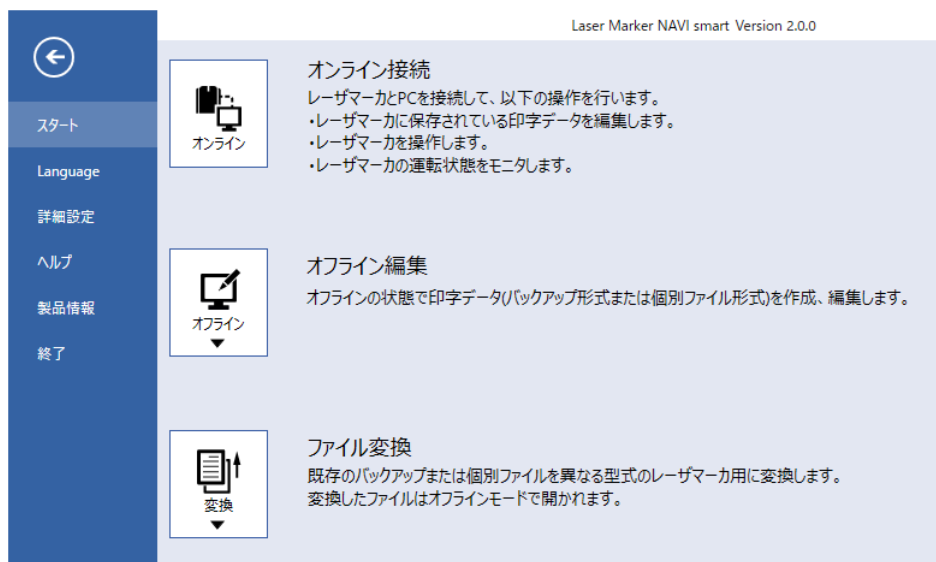 Laser Marker NAVI smart Version 2.0.0
スタート
Language
詳細設定
ヘルプ
製品情報
終了
オンライン
オンライン接続
レーザマーカとPCを接続して、以下の操作を行います。
・レーザマーカに保存されている印字データを編集します。
・レーザマーカを操作します。
・レーザマーカの運転状態をモニタします。
オフライン
オフライン編集
オフラインの状態で印字データ(バックアップ形式または個別ファイル形式)を作成、編集します。
変換
ファイル変換
既存のバックアップまたは個別ファイルを異なる型式のレーザマーカ用に変換します。
変換したファイルはオフラインモードで開かれます。